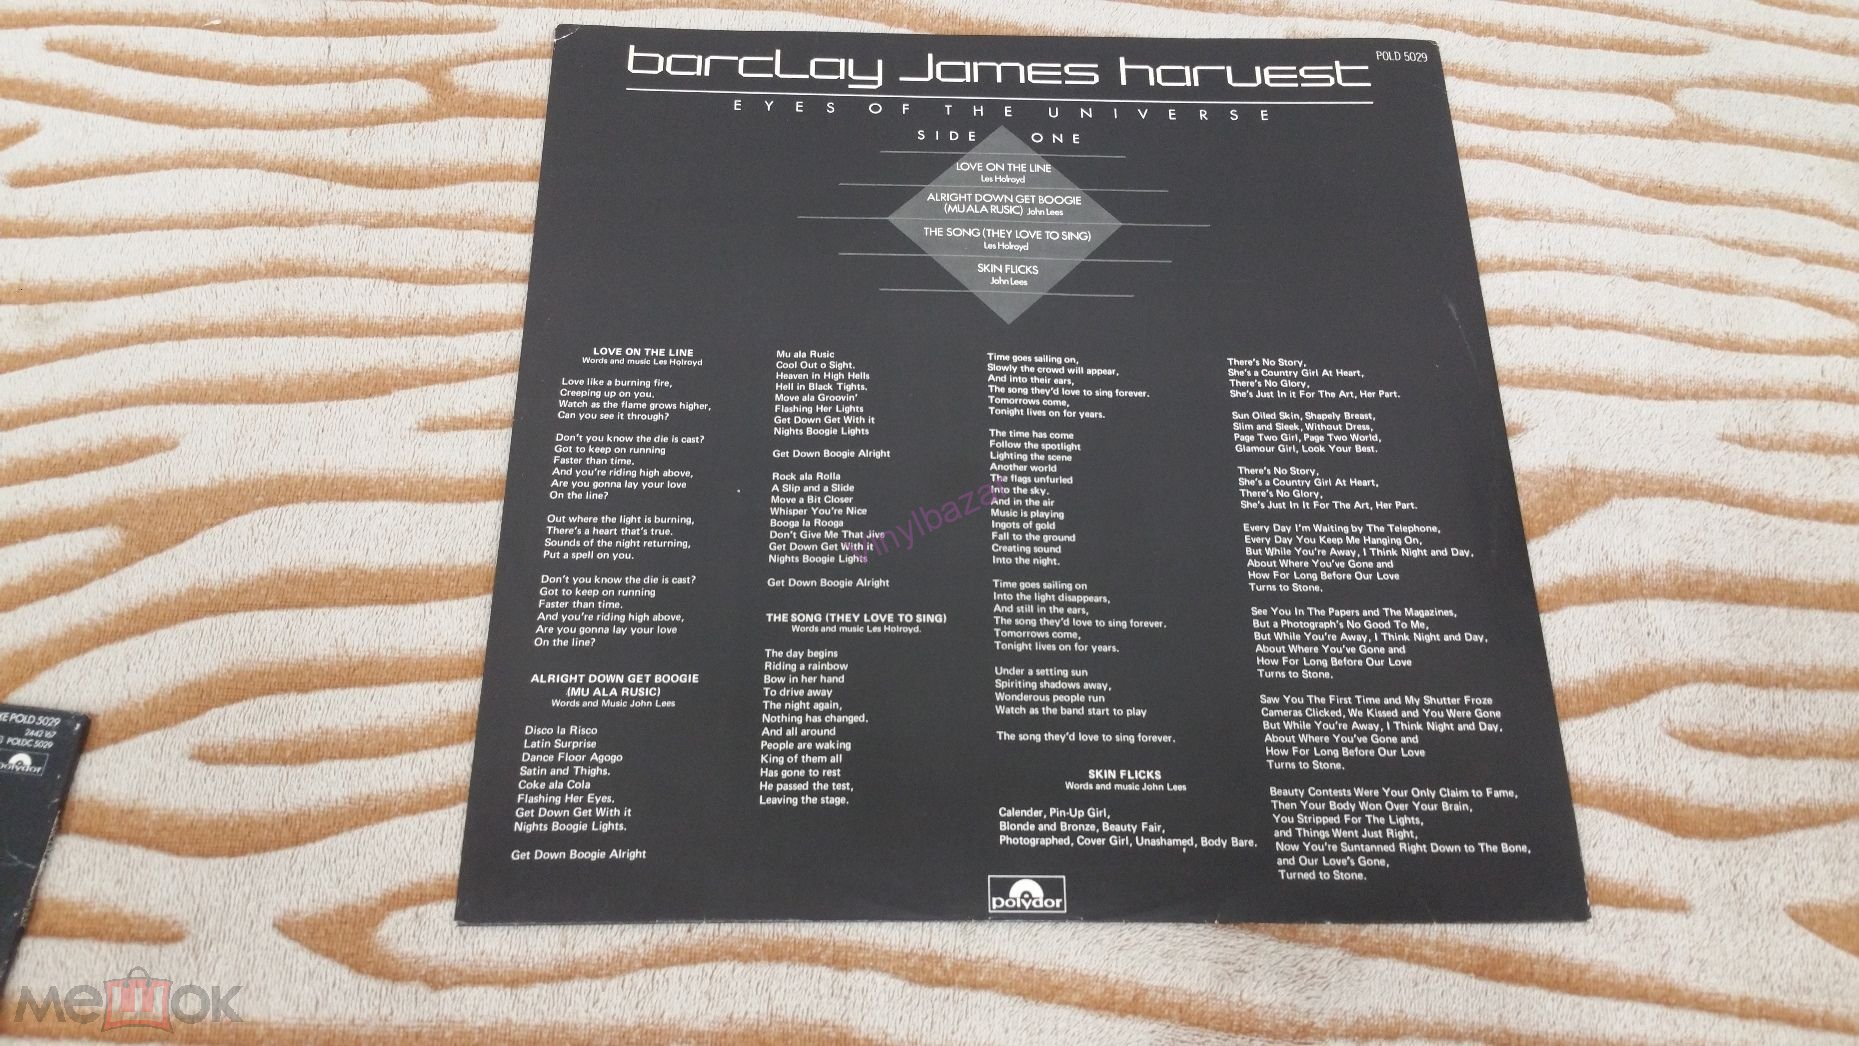 barclay James harvest
POLD 5029
EYES OF THE UNIVERSE
SIDE ONE
LOVE ON THE LINE
Les Holroyd
ALRIGHT DOWN GET BOOGIE
(MU ALA RUSIC) John Lees
THE SONG (THEY LOVE TO SING)
Les Holroyd
SKIN FLICKS
John Lees
LOVE ON THE LINE
Words and music Les Holroyd
Love like a burning fire,
Creeping up on you.
Watch as the flame grows higher,
Can you see it through?
Don't you know the die is cast?
Got to keep on running
Faster than time.
And you're riding high above,
Are you gonna lay your love
On the line?
Out where the light is burning,
There's a heart that's true.
Sounds of the night returning,
Put a spell on you.
Don't you know the die is cast?
Got to keep on running
Faster than time.
And you're riding high above,
Are you gonna lay your love
On the line?
ALRIGHT DOWN GET BOOGIE
(MU ALA RUSIC)
Words and Music John Lees
Disco la Risco
Latin Surprise
Dance Floor Agogo
Satin and Thighs.
Coke ala Cola
Flashing Her Eyes.
Get Down Get With it
Nights Boogie Lights.
Get Down Boogie Alright
Mu ala Rusic
Cool Out o Sight.
Heaven in High Hells
Hell in Black Tights.
Move ala Groovin'
Flashing Her Lights
Get Down Get With it
Nights Boogie Lights
Get Down Boogie Alright
Rock ala Rolla
A Slip and a Slide
Move a Bit Closer
Whisper You're Nice
Booga la Rooga
Don't Give Me That Jive
Get Down Get With it
Nights Boogie Lights
Get Down Boogie Alright
THE SONG (THEY LOVE TO SING)
Words and music Les Holroyd.
The day begins
Riding a rainbow
Bow in her hand
To drive away
The night again,
Nothing has changed.
And all around
People are waking
King of them all
Has gone to rest
He passed the test,
Leaving the stage.
Time goes sailing on,
Slowly the crowd will appear,
And into their ears,
The song they'd love to sing forever.
Tomorrows come,
Tonight lives on for years.
The time has come
Follow the spotlight
Lighting the scene
Another world
The flags unfurled
Into the sky.
And in the air
Music is playing
Ingots of gold
Fall to the ground
Creating sound
Into the night.
Time goes sailing on
Into the light disappears,
And still in the ears,
The song they'd love to sing forever.
Tomorrows come,
Tonight lives on for years.
Under a setting sun
Spiriting shadows away,
Wonderous people run
Watch as the band start to play
The song they'd love to sing forever.
SKIN FLICKS
Words and music John Lees
Calender, Pin-Up Girl,
Blonde and Bronze, Beauty Fair,
Photographed, Cover Girl, Unashamed, Body Bare.
There's No Story,
She's a Country Girl At Heart,
There's No Glory,
She's Just In it For The Art, Her Part.
Sun Oiled Skin, Shapely Breast,
Slim and Sleek, Without Dress,
Page Two Girl, Page Two World,
Glamour Girl, Look Your Best.
There's No Story,
She's a Country Girl At Heart,
There's No Glory,
She's Just In it For The Art, Her Part.
Every Day I'm Waiting by The Telephone,
Every Day You Keep Me Hanging On,
But While You're Away, I Think Night and Day,
About Where You've Gone and
How For Long Before Our Love
Turns to Stone.
See You In The Papers and The Magazines,
But a Photograph's No Good To Me,
But While You're Away, I Think Night and Day,
About Where You've Gone and
How For Long Before Our Love
Turns to Stone.
Saw You The First Time and My Shutter Froze
Cameras Clicked, We Kissed and You Were Gone
But While You're Away, I Think Night and Day,
About Where You've Gone and
How For Long Before Our Love
Turns to Stone.
Beauty Contests Were Your Only Claim to Fame,
Then Your Body Won Over Your Brain,
You Stripped For The Lights,
and Things Went Just Right,
Now You're Suntanned Right Down to The Bone,
and Our Love's Gone,
Turned to Stone.
polydor
POLD 5029
2442 167
POLDC 5029
polydor
vinylbazar
мешок